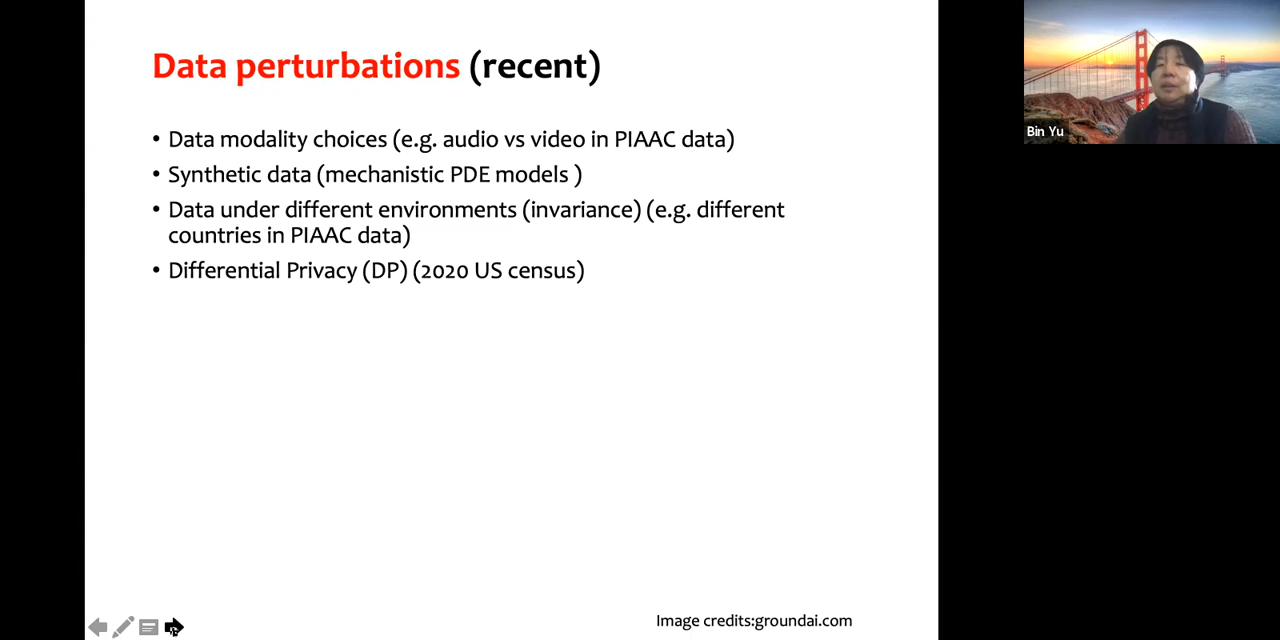 Data perturbations (recent)
• Data modality choices (e.g. audio vs video in PIAAC data)
• Synthetic data (mechanistic PDE models )
• Data under different environments (invariance) (e.g. different
countries in PIAAC data)
• Differential Privacy (DP) (2020 US census)
Image credits:groundai.com
Bin Yu